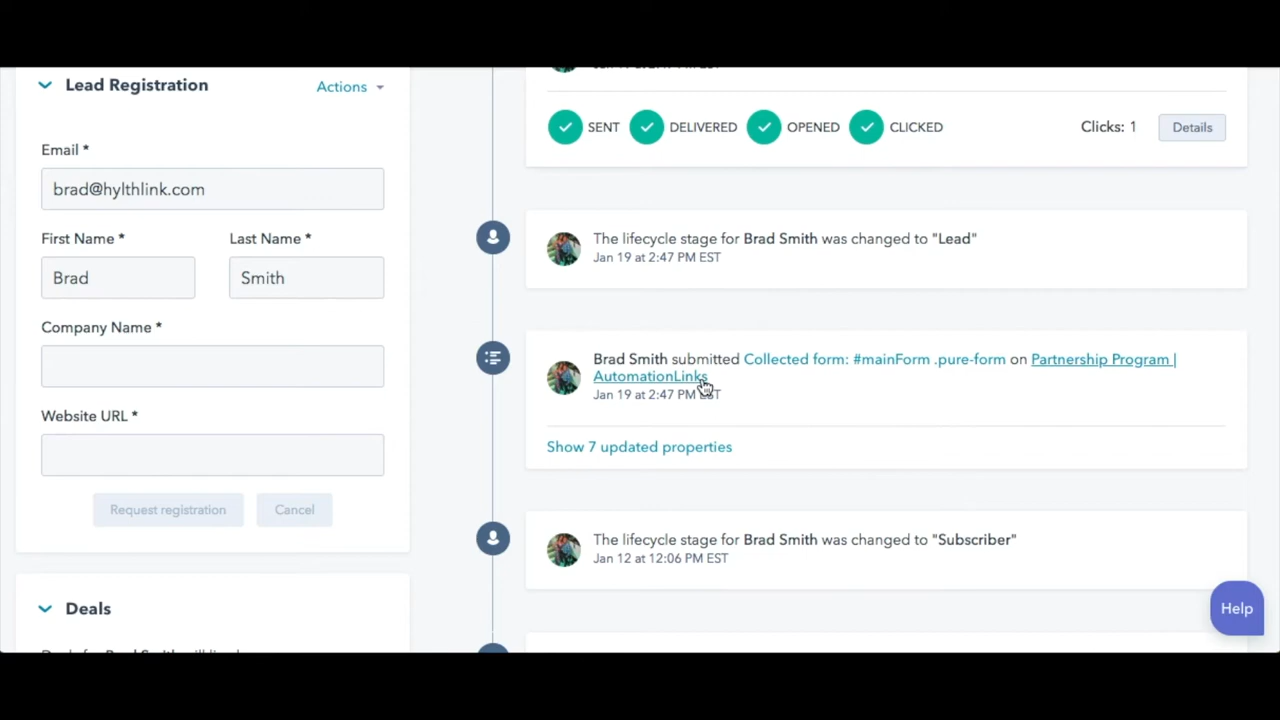 Lead Registration
Actions
Email *
brad@hylthlink.com
First Name *
Last Name *
Brad
Smith
Company Name *
Website URL *
Request registration
Cancel
Deals
SENT
DELIVERED
OPENED
CLICKED
Clicks: 1
Details
The lifecycle stage for Brad Smith was changed to "Lead"
Jan 19 at 2:47 PM EST
Brad Smith submitted Collected form: #mainForm .pure-form on Partnership Program |
AutomationLinks
Jan 19 at 2:47 PM EST
Show 7 updated properties
The lifecycle stage for Brad Smith was changed to "Subscriber"
Jan 12 at 12:06 PM EST
Help